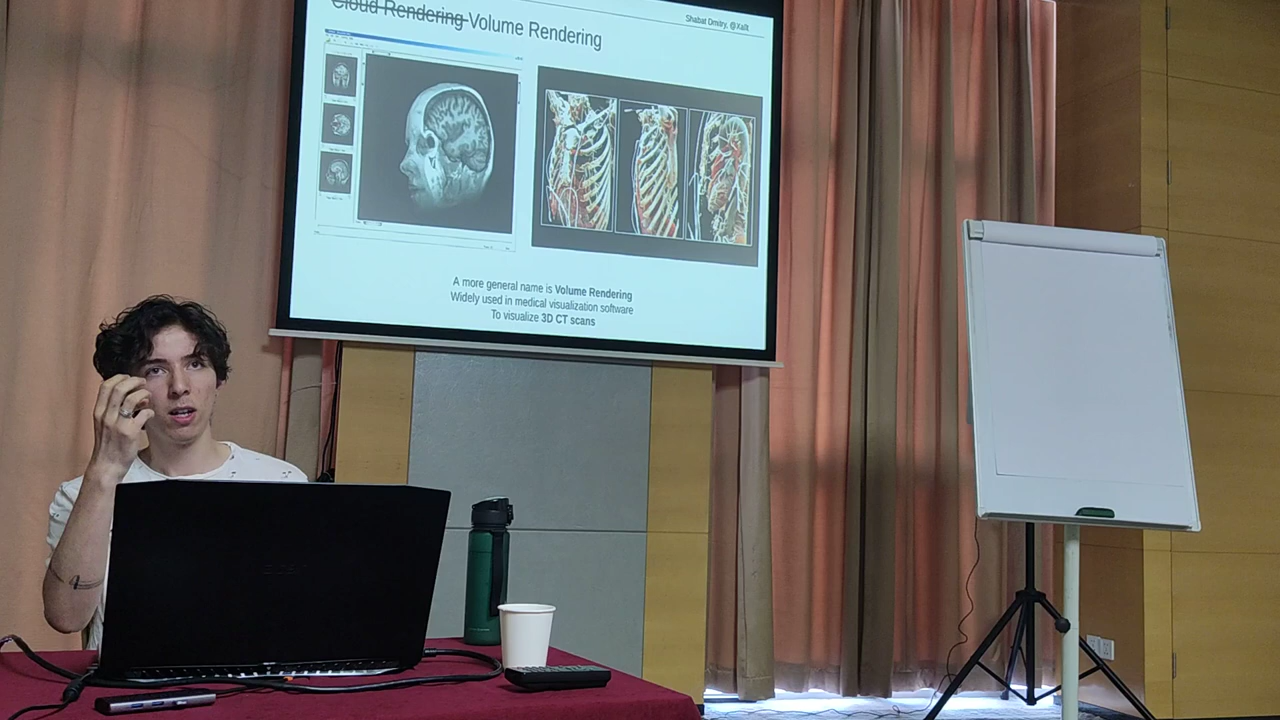 Shabat Dmitry, @Xallt
Cloud Rendering Volume Rendering
A more general name is Volume Rendering
Widely used in medical visualization software
To visualize 3D CT scans